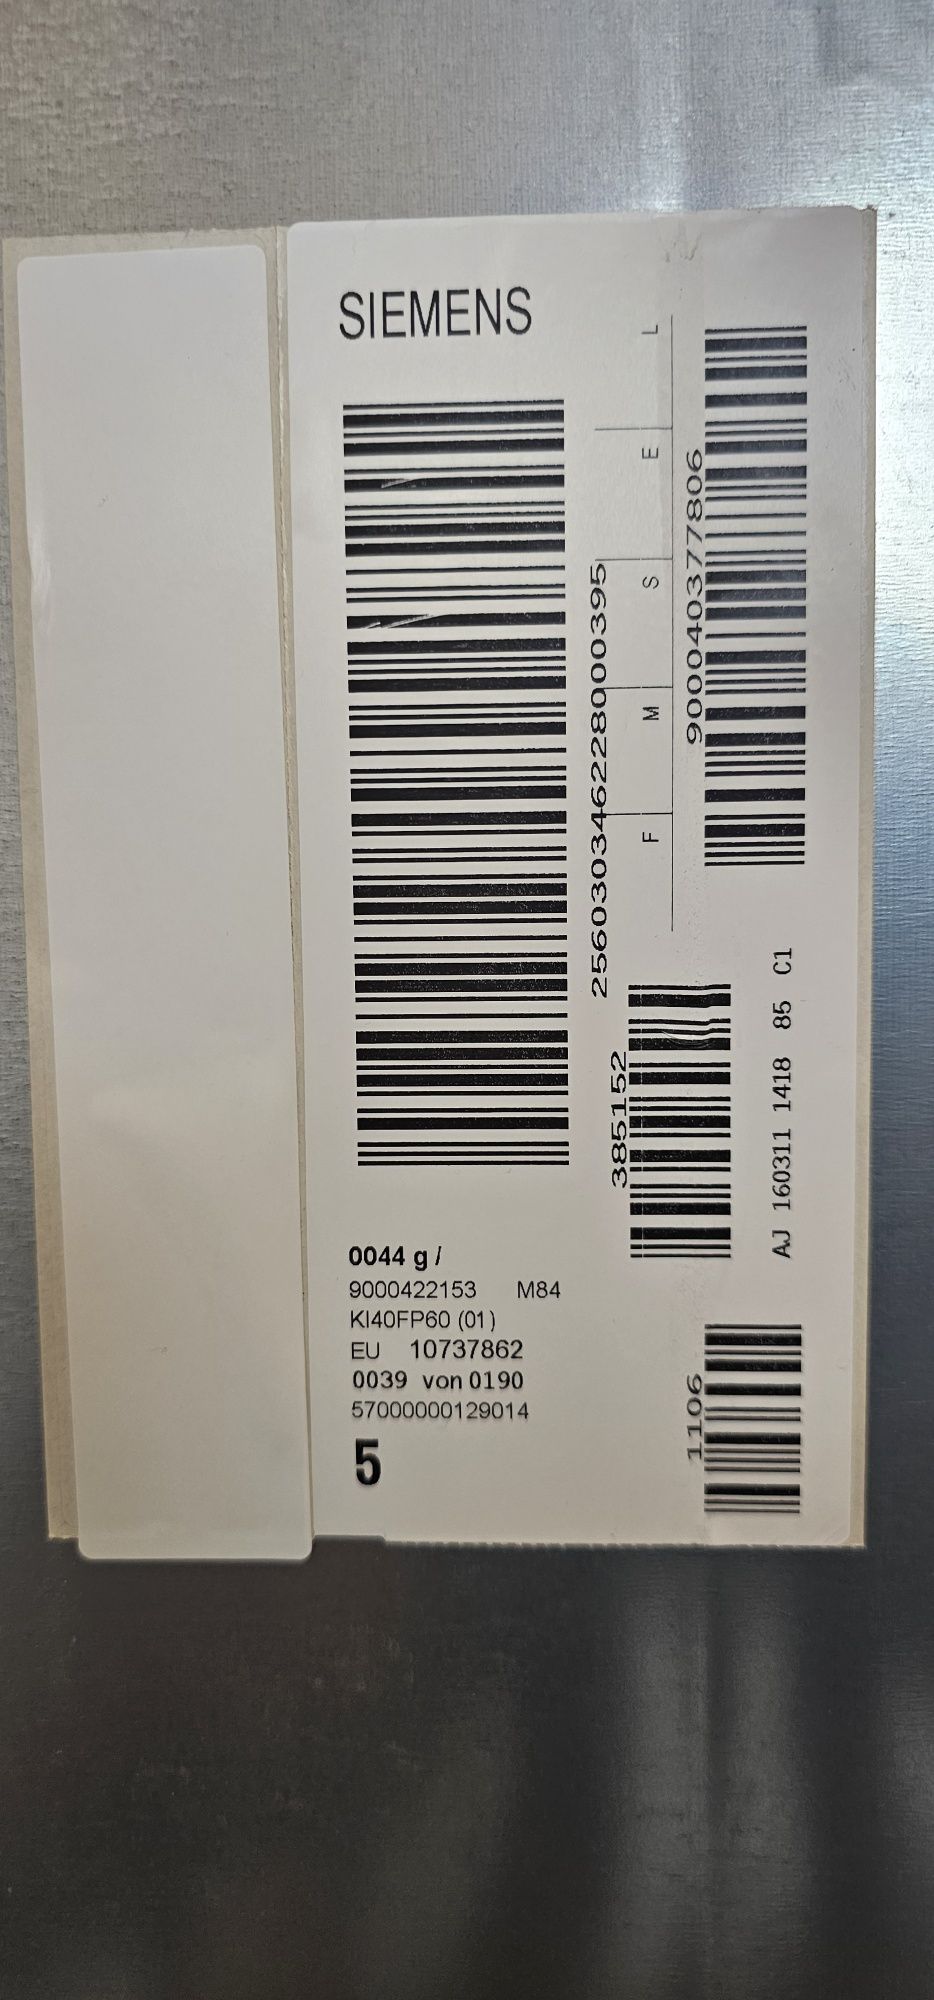 SIEMENS
256030346228000395
F M S E L
900040377806
385152
AJ 160311 1418 85 C1
0044 g /
9000422153 M84
KI40FP60 (01)
EU 10737862
0039 von 0190
57000000129014
5
1106